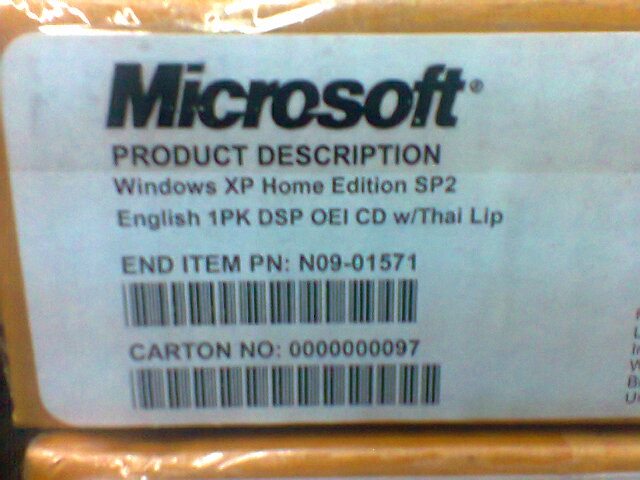 Microsoft®
PRODUCT DESCRIPTION
Windows XP Home Edition SP2
English 1PK DSP OEI CD w/Thai Lip
END ITEM PN: N09-01571
CARTON NO: 0000000097